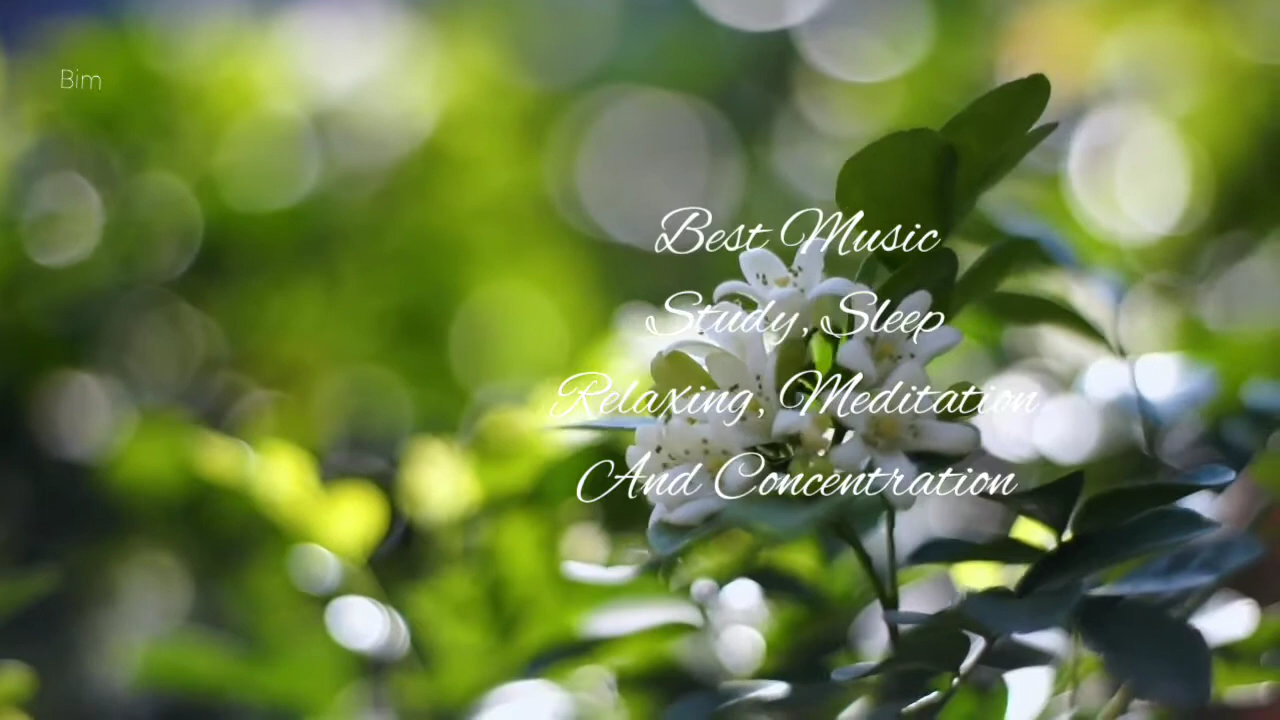 Bim
Best Music
Study, Sleep
Relaxing, Meditation
And Concentration